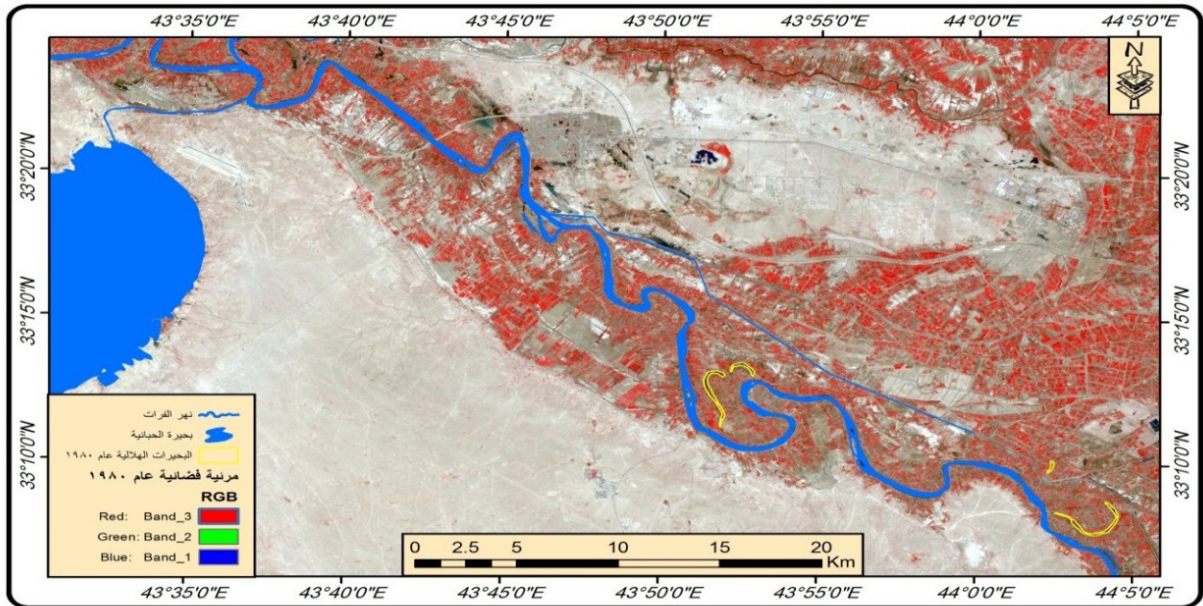 43°35'0"E 43°40'0"E 43°45'0"E 43°50'0"E 43°55'0"E 44°0'0"E 44°5'0"E
N
33°20'0"N 33°20'0"N
33°15'0"N 33°15'0"N
33°10'0"N 33°10'0"N
نهر الفرات
بحيرة الحبانية
البحيرات الهلالية عام ١٩٨٠
مرئية فضائية عام ١٩٨٠
RGB
Red: Band_3
Green: Band_2
Blue: Band_1
0 2.5 5 10 15 20
Km
43°35'0"E 43°40'0"E 43°45'0"E 43°50'0"E 43°55'0"E 44°0'0"E 44°5'0"E